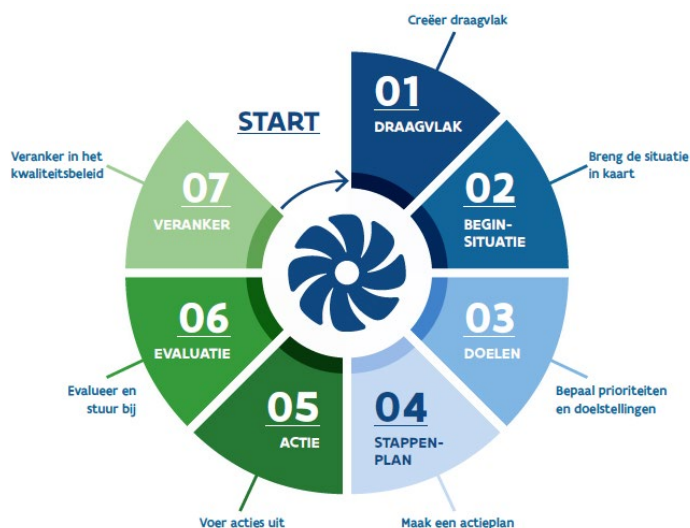 Creëer draagvlak
START
01
DRAAGVLAK
Breng de situatie
in kaart
02
BEGIN-
SITUATIE
03
DOELEN
Bepaal prioriteiten
en doelstellingen
04
STAPPEN-
PLAN
Maak een actieplan
05
ACTIE
Voer acties uit
06
EVALUATIE
Evalueer en
stuur bij
07
VERANKER
Veranker in het
kwaliteitsbeleid